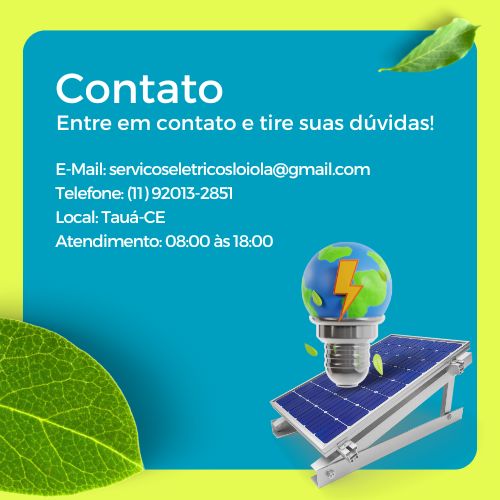 Contato
Entre em contato e tire suas dúvidas!
E-Mail: servicoseletricosloiola@gmail.com
Telefone: (11) 92013-2851
Local: Tauá-CE
Atendimento: 08:00 às 18:00